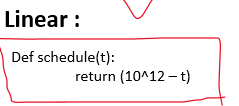 Linear :
Def schedule(t):
return (10^12 – t)